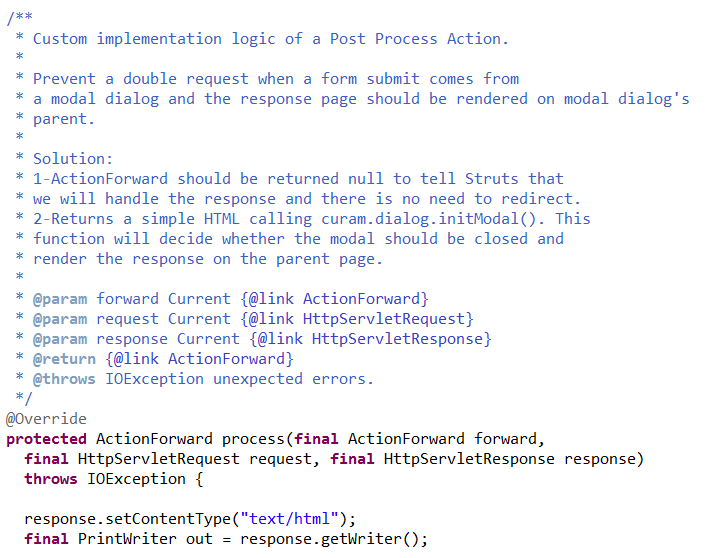 /**
 * Custom implementation logic of a Post Process Action.
 *
 * Prevent a double request when a form submit comes from
 * a modal dialog and the response page should be rendered on modal dialog's
 * parent.
 *
 * Solution:
 * 1-ActionForward should be returned null to tell Struts that
 * we will handle the response and there is no need to redirect.
 * 2-Returns a simple HTML calling curam.dialog.initModal(). This
 * function will decide whether the modal should be closed and
 * render the response on the parent page.
 *
 * @param forward Current {@link ActionForward}
 * @param request Current {@link HttpServletRequest}
 * @param response Current {@link HttpServletResponse}
 * @return {@link ActionForward}
 * @throws IOException unexpected errors.
 */
@Override
protected ActionForward process(final ActionForward forward,
  final HttpServletRequest request, final HttpServletResponse response)
  throws IOException {

  response.setContentType("text/html");
  final PrintWriter out = response.getWriter();